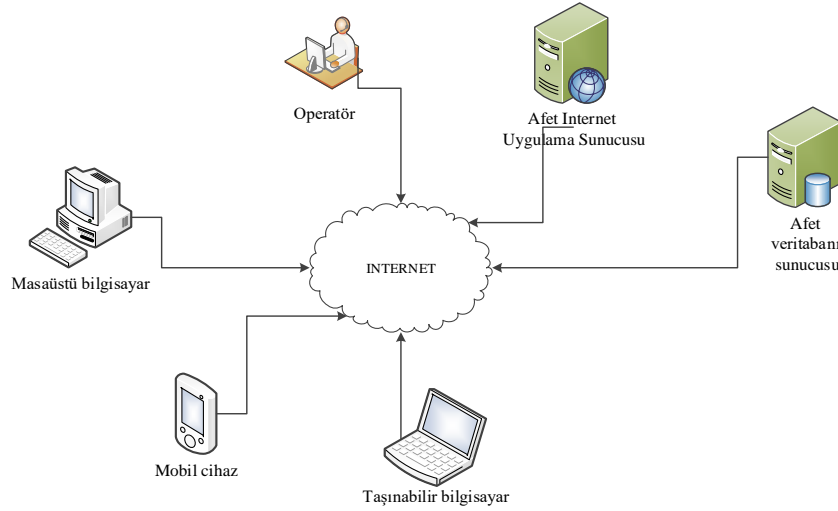 Operatör
Afet Internet
Uygulama Sunucusu
Afet
veritabanı
sunucusu
Masaüstü bilgisayar
INTERNET
Mobil cihaz
Taşınabilir bilgisayar